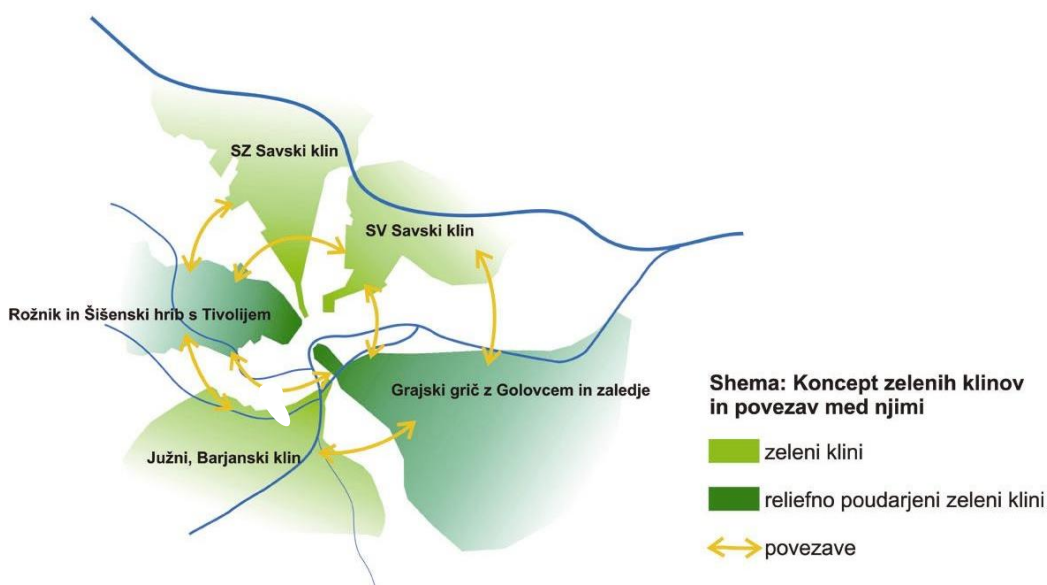 SZ Savski klin
SV Savski klin
Rožnik in Šišenski hrib s Tivolijem
Grajski grič z Golovcem in zaledje
Južni, Barjanski klin
Shema: Koncept zelenih klinov
in povezav med njimi
zeleni klini
reliefno poudarjeni zeleni klini
povezave